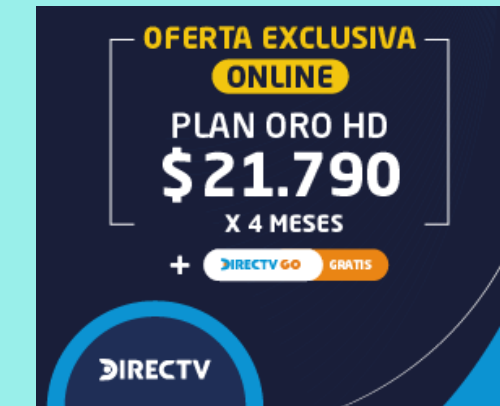 OFERTA EXCLUSIVA
ONLINE
PLAN ORO HD
$21.790
X 4 MESES
+ DIRECTV GO GRATIS
DIRECTV